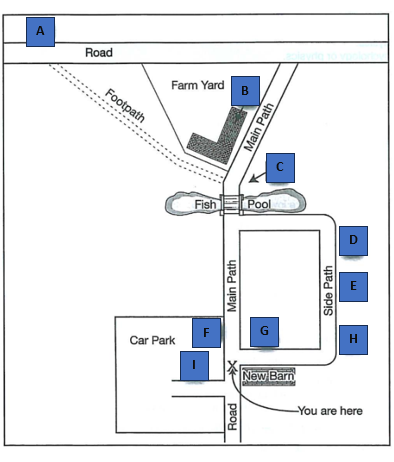 A
Road
Farm Yard
B
Footpath
Main Path
C
Fish
Pool
D
Main Path
Side Path
E
F
G
H
Car Park
I
X
New Barn
You are here
Road